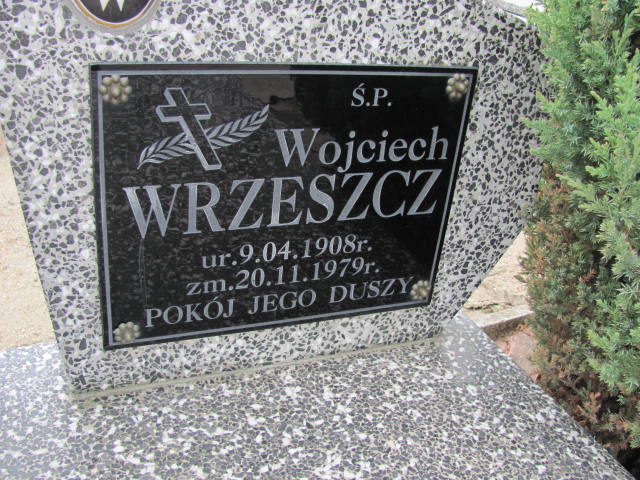 Ś.P.
Wojciech
WRZESZCZ
ur.9.04.1908r.
zm.20.11.1979r.
POKÓJ JEGO DUSZY